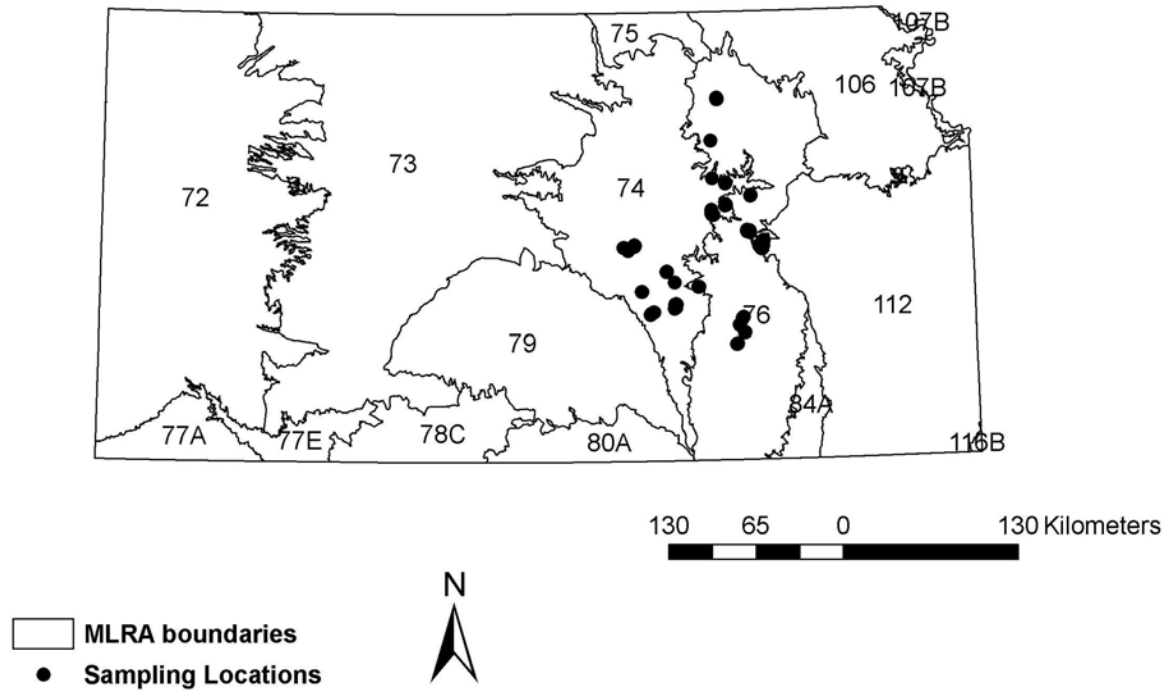 107B
75
106
107B
73
74
72
112
76
79
84A
77A
77E
78C
80A
116B
130 65 0 130 Kilometers
N
MLRA boundaries
Sampling Locations